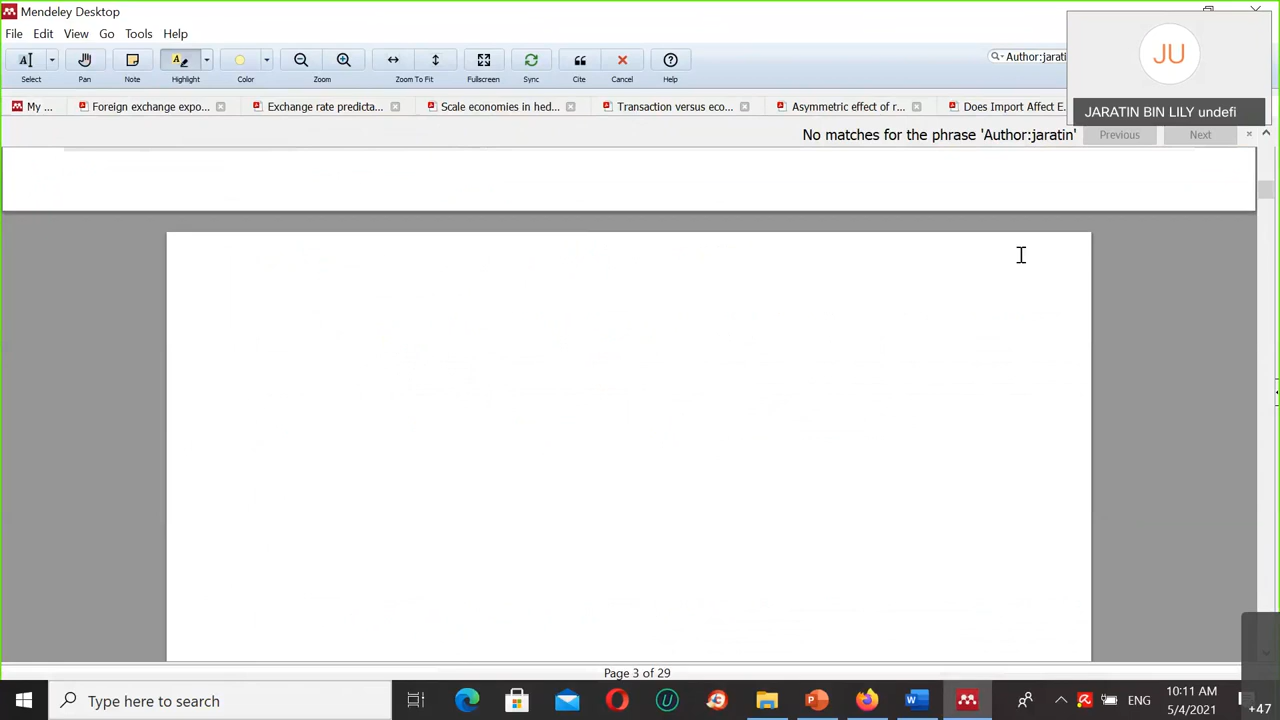 Mendeley Desktop
File Edit View Go Tools Help
Select Pan Note Highlight Color Zoom Zoom To Fit Fullscreen Sync Cite Cancel Help
Author:jaratin
JU
JARATIN BIN LILY undefi
My ... Foreign exchange expo... Exchange rate predicta... Scale economies in hed... Transaction versus eco... Asymmetric effect of r... Does Import Affect E...
No matches for the phrase 'Author:jaratin' Previous Next
Page 3 of 29
Type here to search
ENG
10:11 AM
5/4/2021
+47